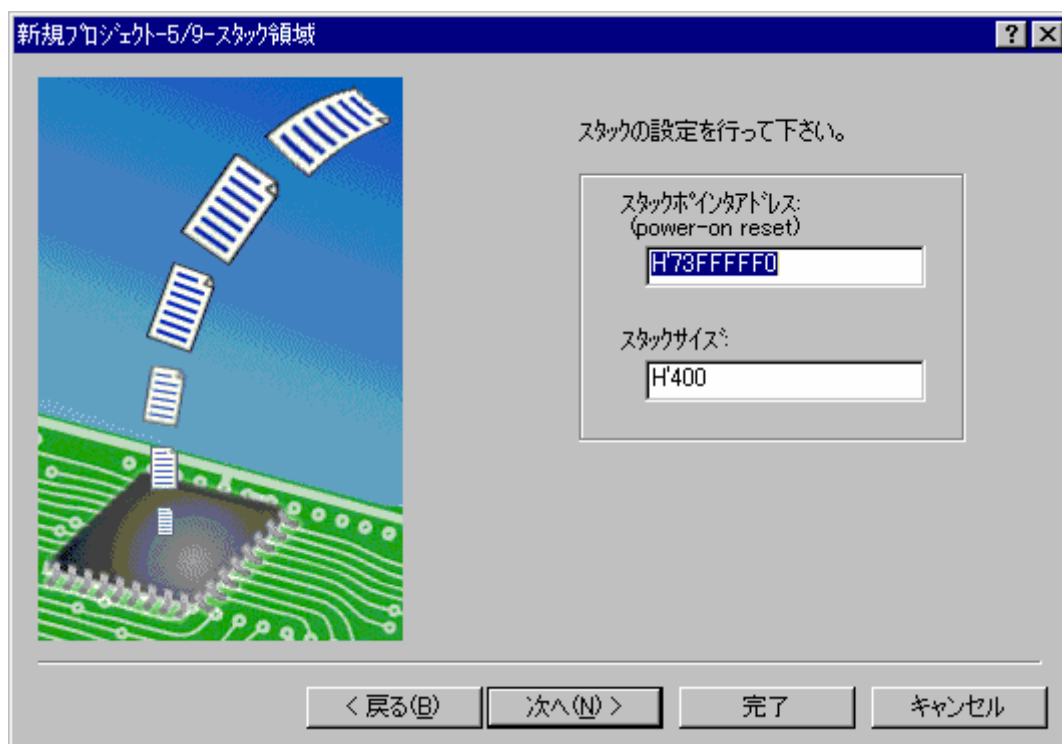 新規ﾌﾟﾛｼﾞｪｸﾄ-5/9-ｽﾀｯｸ領域
ｽﾀｯｸの設定を行って下さい。
ｽﾀｯｸﾎﾟｲﾝﾀｱﾄﾞﾚｽ:
(power-on reset)
H'73FFFFF0
ｽﾀｯｸｻｲｽﾞ:
H'400
< 戻る(B)
次へ(N) >
完了
キャンセル